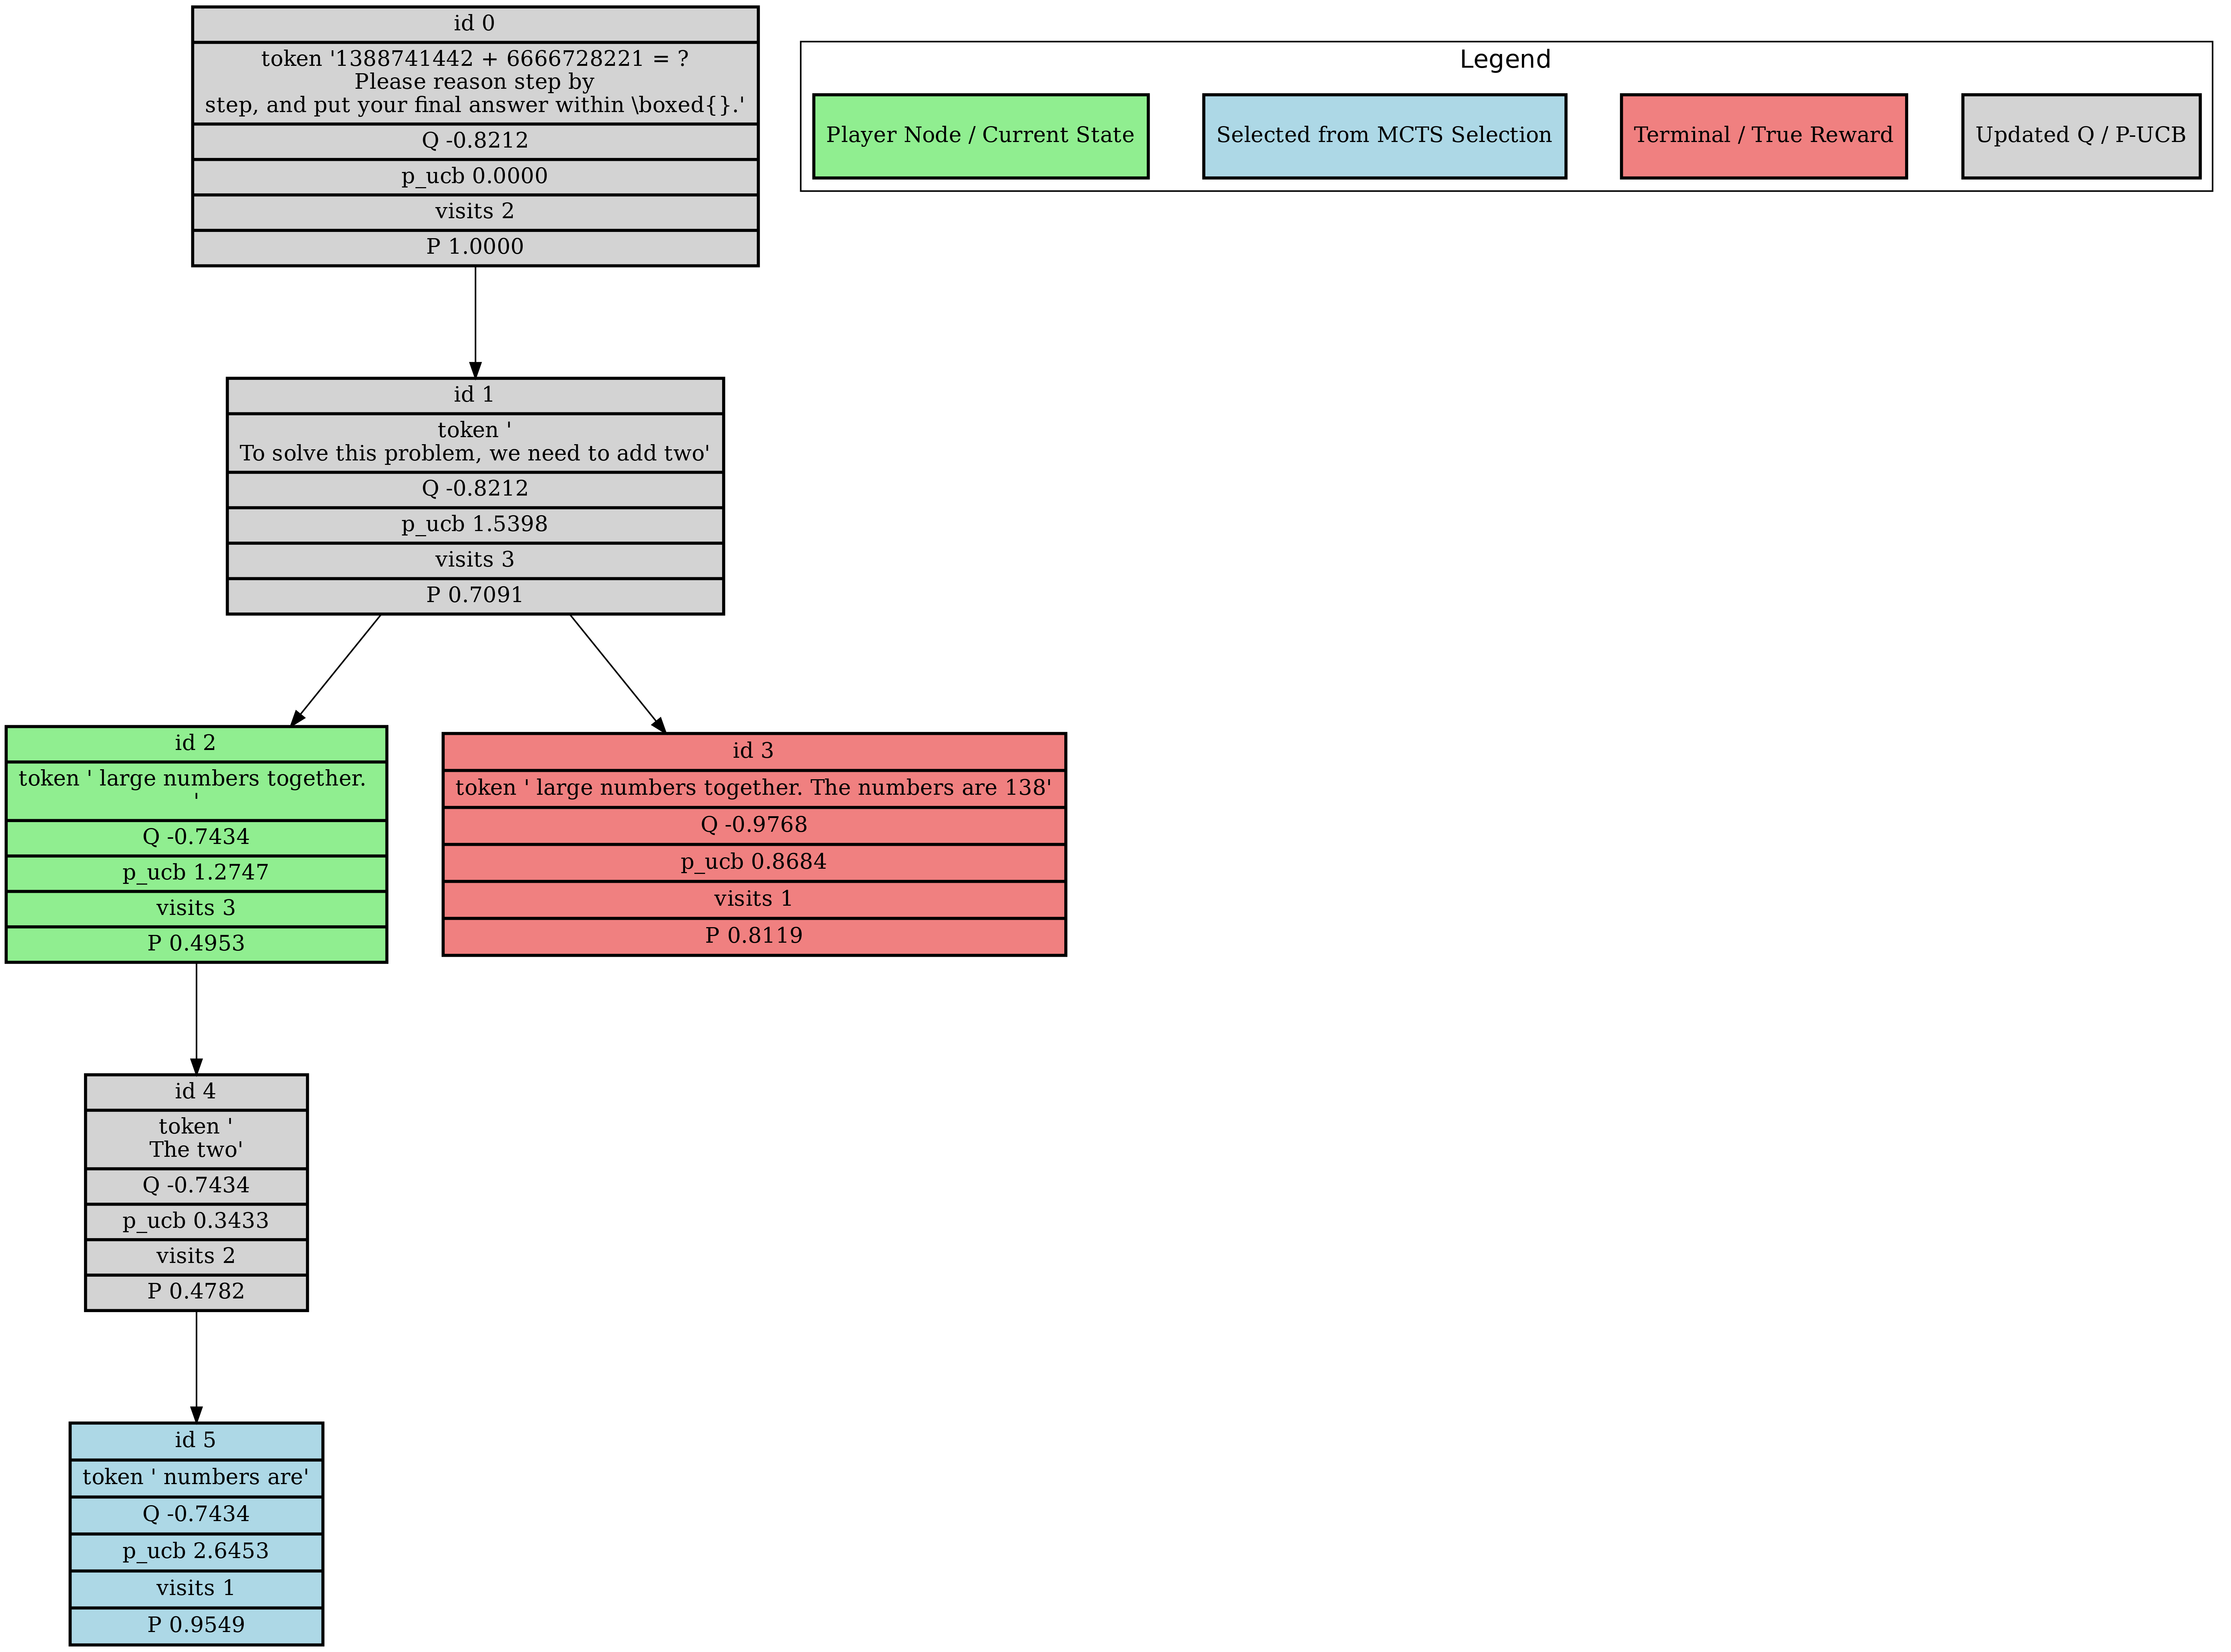 id 0
token '1388741442 + 6666728221 = ?
Please reason step by
step, and put your final answer within \boxed{}.'
Q -0.8212
p_ucb 0.0000
visits 2
P 1.0000
Legend
Player Node / Current State
Selected from MCTS Selection
Terminal / True Reward
Updated Q / P-UCB
id 1
token '
To solve this problem, we need to add two'
Q -0.8212
p_ucb 1.5398
visits 3
P 0.7091
id 2
token ' large numbers together.
'
Q -0.7434
p_ucb 1.2747
visits 3
P 0.4953
id 3
token ' large numbers together. The numbers are 138'
Q -0.9768
p_ucb 0.8684
visits 1
P 0.8119
id 4
token '
The two'
Q -0.7434
p_ucb 0.3433
visits 2
P 0.4782
id 5
token ' numbers are'
Q -0.7434
p_ucb 2.6453
visits 1
P 0.9549